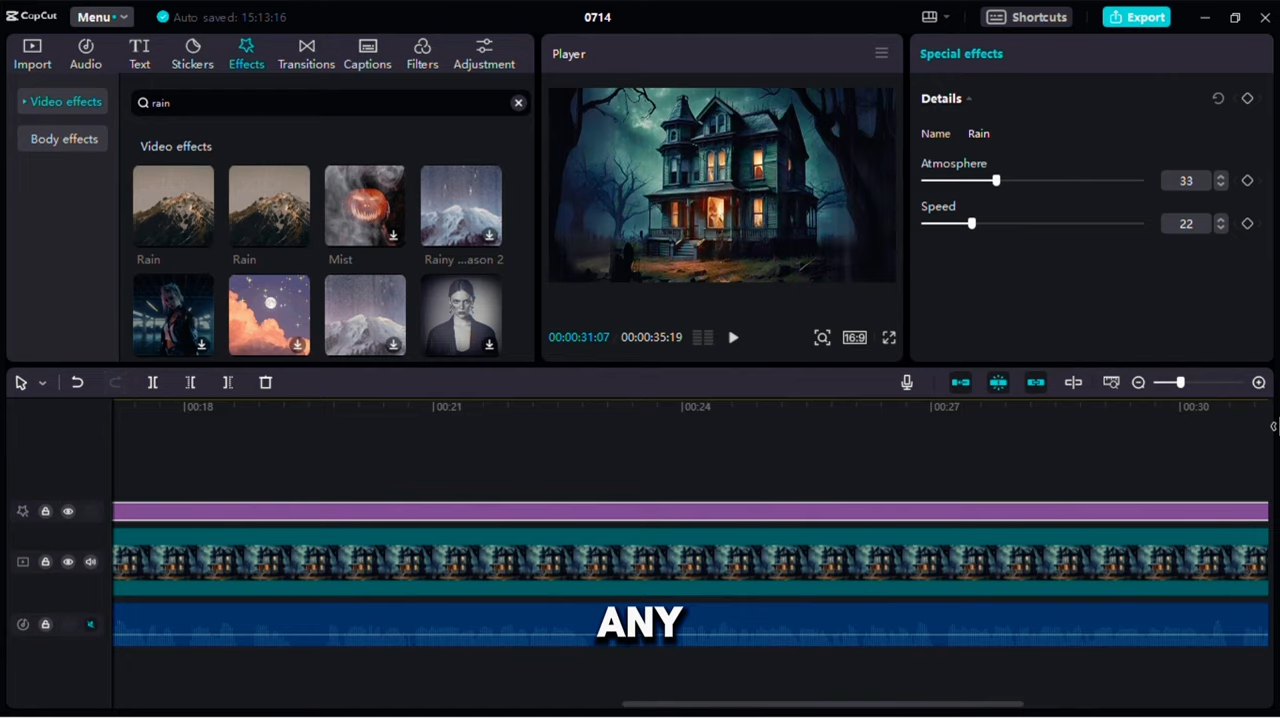 CapCut Menu Auto saved: 15:13:16 0714 Shortcuts Export
Import Audio Text Stickers Effects Transitions Captions Filters Adjustment
Video effects
Body effects
rain
Video effects
Rain Rain Mist Rainy ...ason 2
Player
00:00:31:07 00:00:35:19 16:9
Special effects
Details
Name Rain
Atmosphere
33
Speed
22
00:18 00:21 00:24 00:27 00:30
ANY